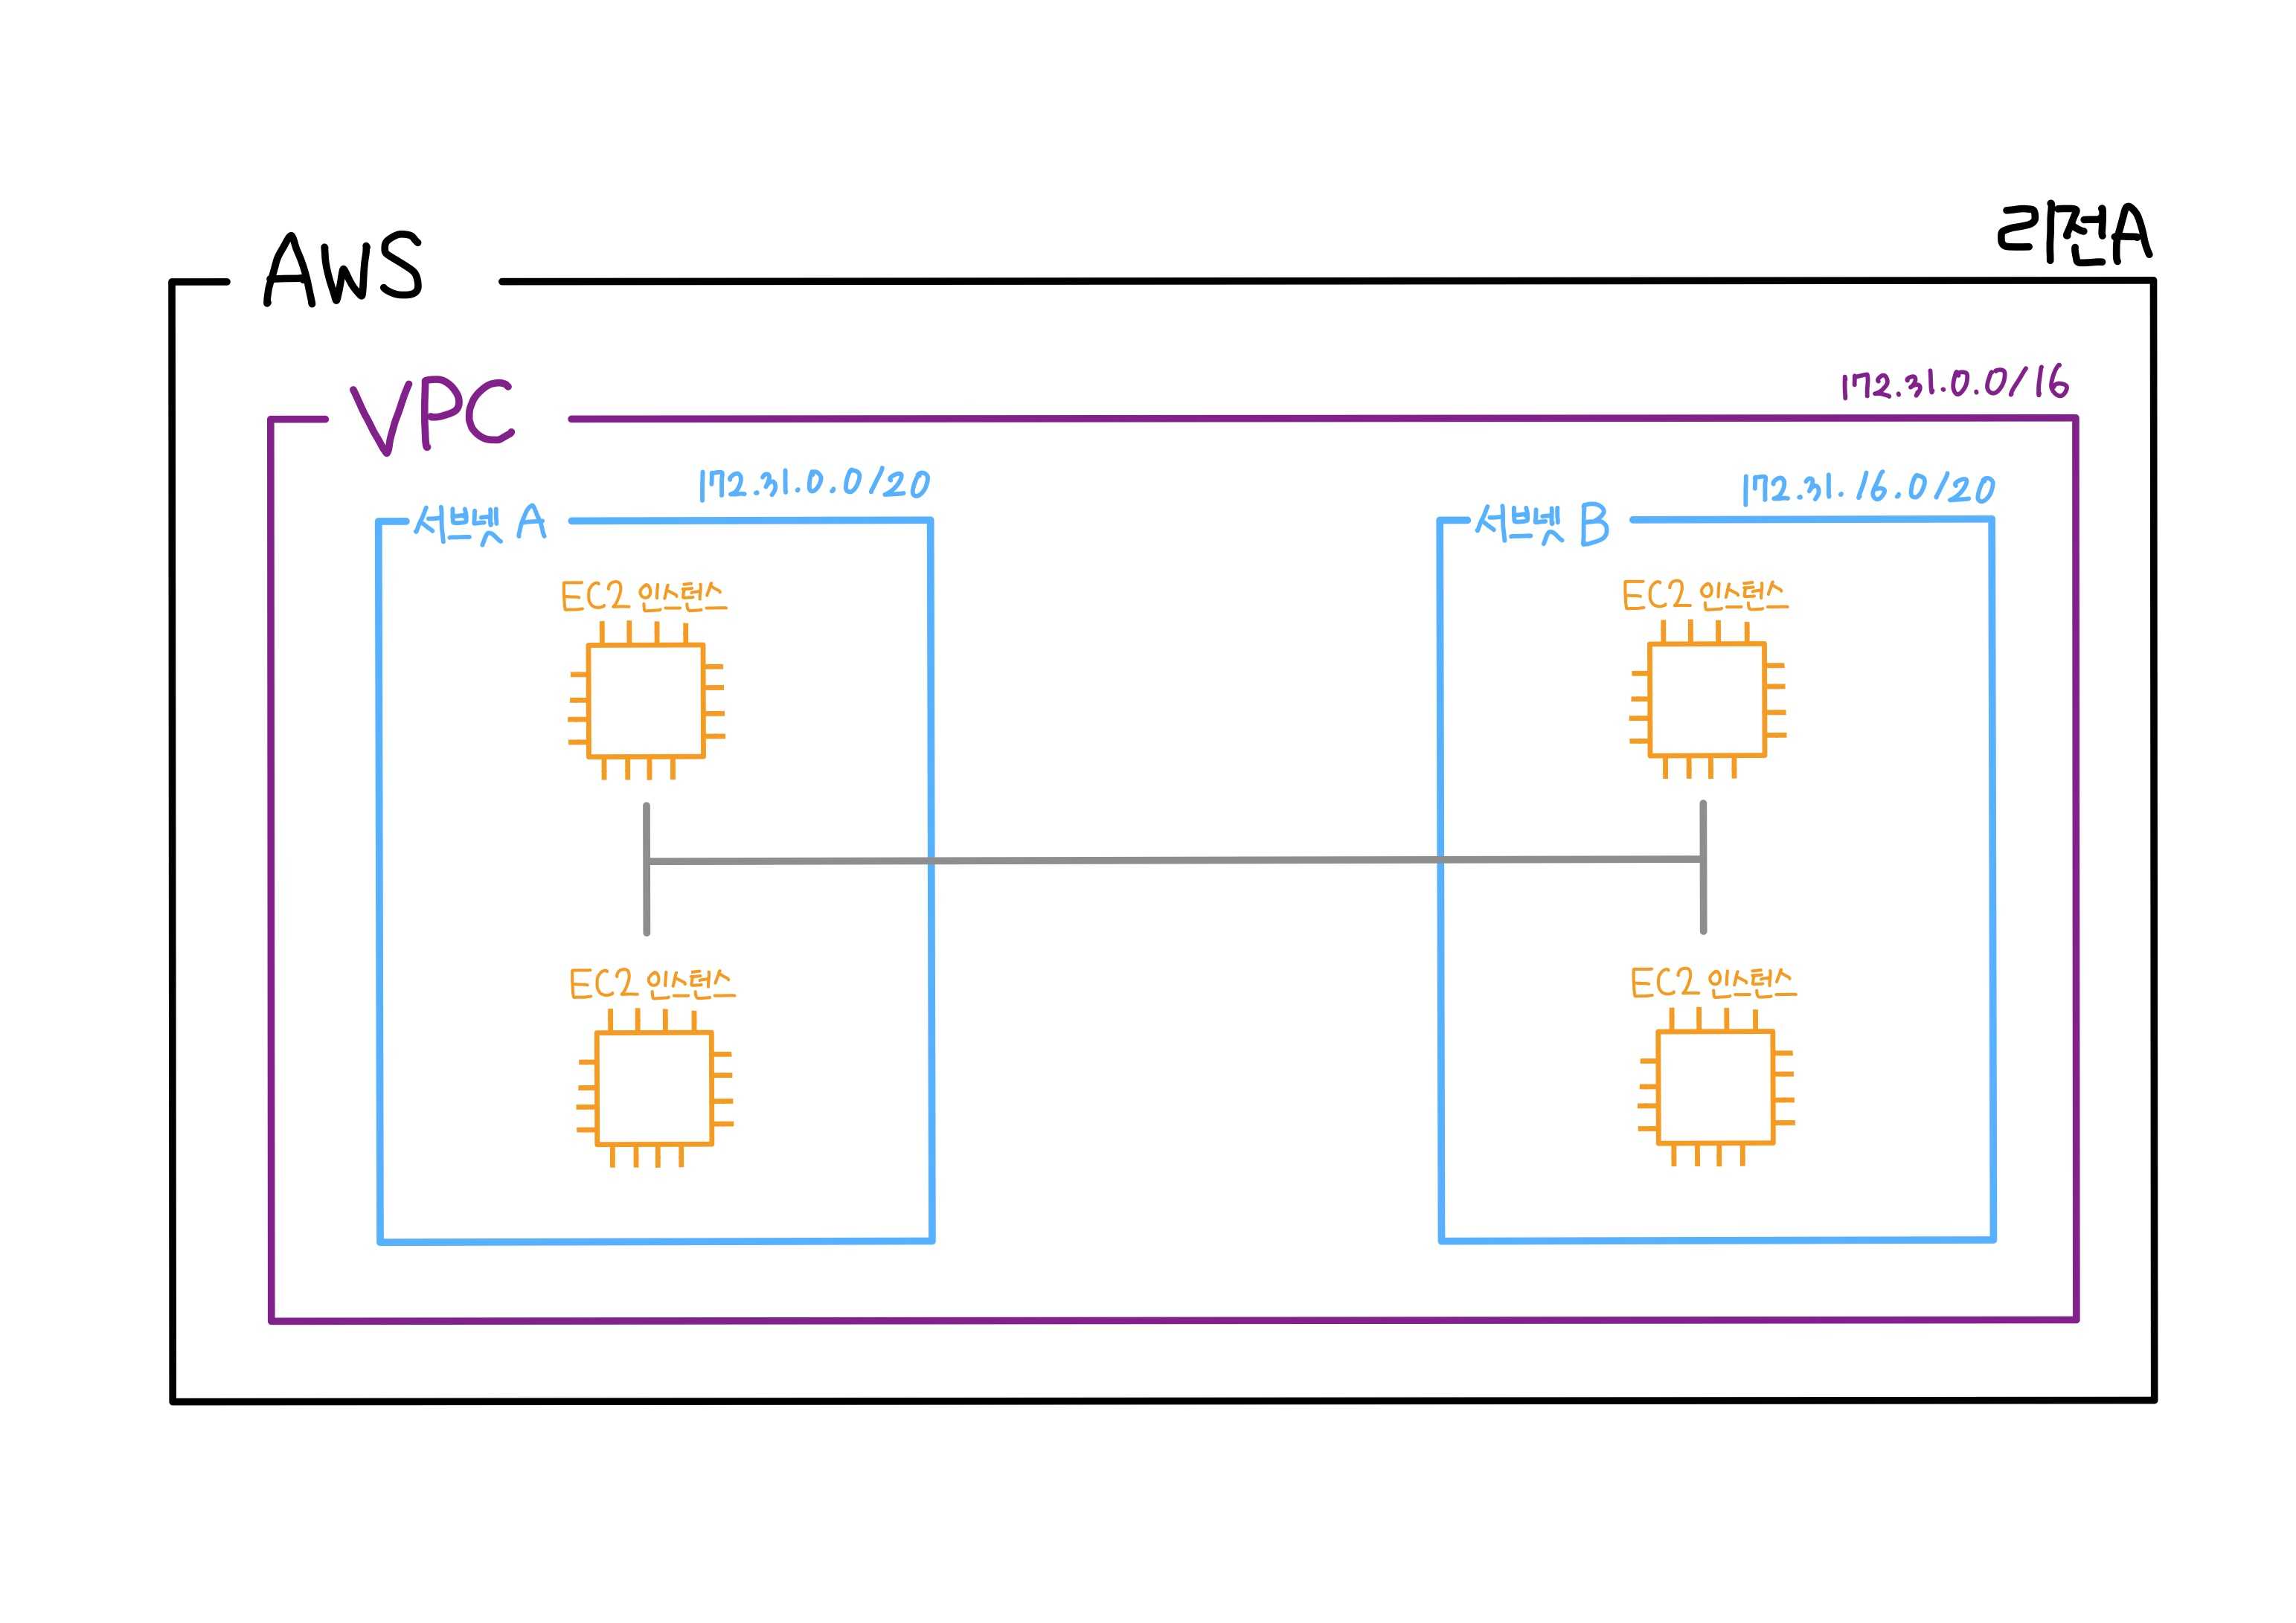 리전A
AWS
172.31.0.0/16
VPC
172.31.0.0/20
서브넷 A
172.31.16.0/20
서브넷 B
EC2 인스턴스
EC2 인스턴스
EC2 인스턴스
EC2 인스턴스